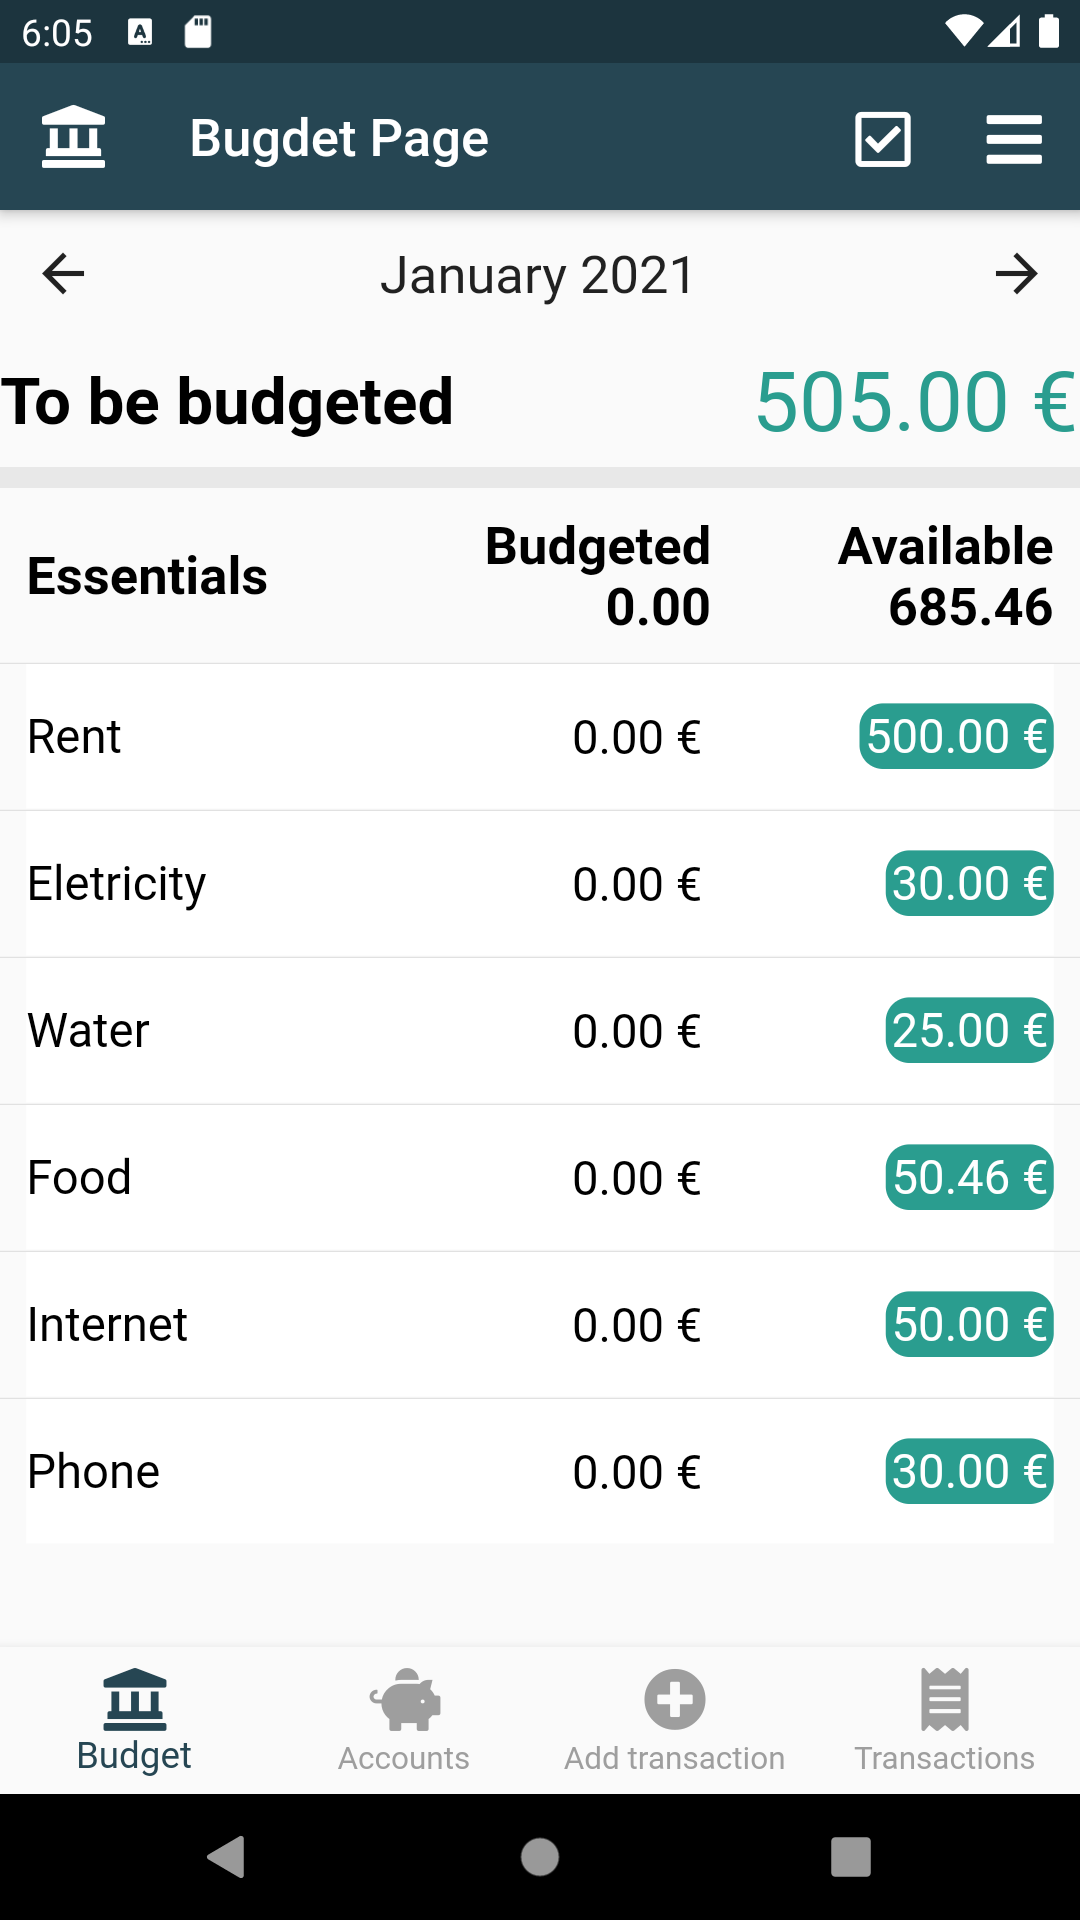 6:05
Bugdet Page
January 2021
To be budgeted 505.00 €
Essentials Budgeted 0.00 Available 685.46
Rent 0.00 € 500.00 €
Eletricity 0.00 € 30.00 €
Water 0.00 € 25.00 €
Food 0.00 € 50.46 €
Internet 0.00 € 50.00 €
Phone 0.00 € 30.00 €
Budget Accounts Add transaction Transactions